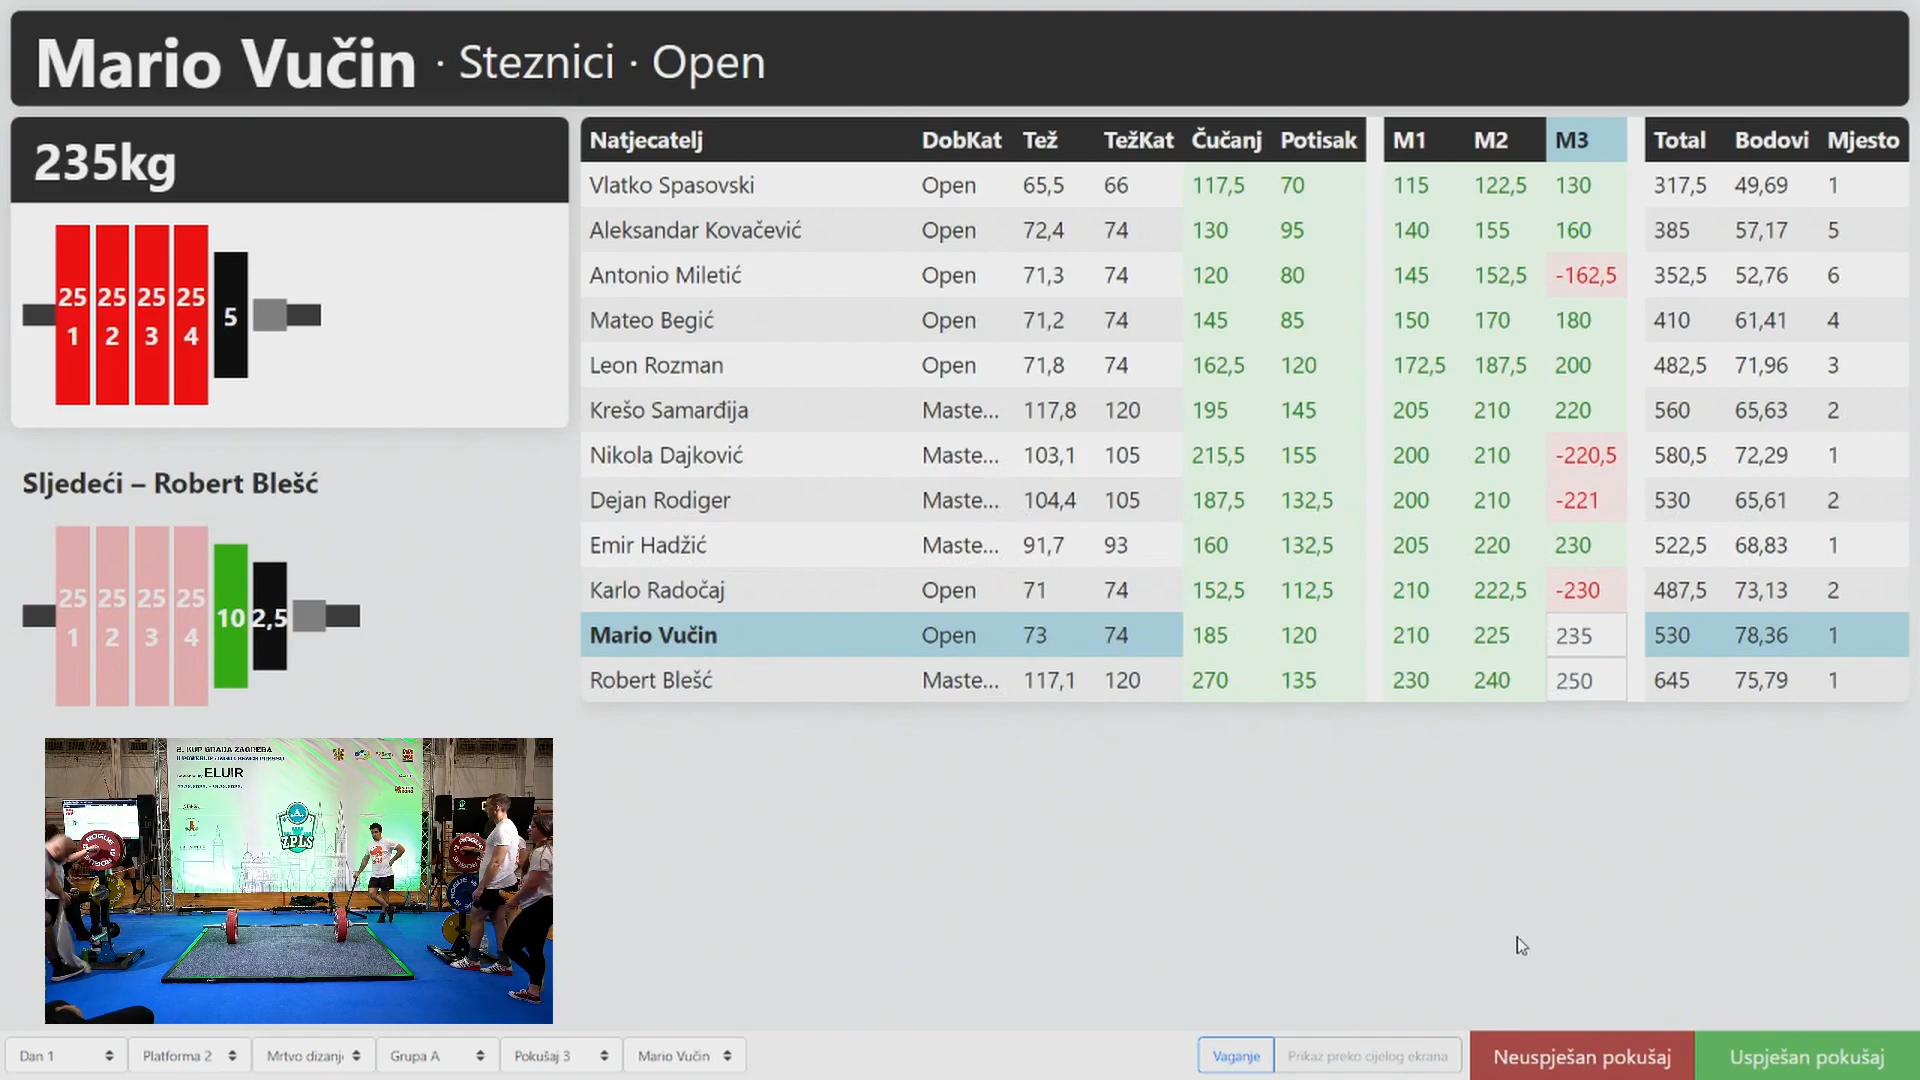 Mario Vučin · Steznici · Open
235kg
25 25 25 25 5
1 2 3 4
Sljedeći – Robert Blešć
25 25 25 25 10 2,5
1 2 3 4
Natjecatelj DobKat Tež TežKat Čučanj Potisak M1 M2 M3 Total Bodovi Mjesto
Vlatko Spasovski Open 65,5 66 117,5 70 115 122,5 130 317,5 49,69 1
Aleksandar Kovačević Open 72,4 74 130 95 140 155 160 385 57,17 5
Antonio Miletić Open 71,3 74 120 80 145 152,5 -162,5 352,5 52,76 6
Mateo Begić Open 71,2 74 145 85 150 170 180 410 61,41 4
Leon Rozman Open 71,8 74 162,5 120 172,5 187,5 200 482,5 71,96 3
Krešo Samarđija Maste... 117,8 120 195 145 205 210 220 560 65,63 2
Nikola Dajković Maste... 103,1 105 215,5 155 200 210 -220,5 580,5 72,29 1
Dejan Rodiger Maste... 104,4 105 187,5 132,5 200 210 -221 530 65,61 2
Emir Hadžić Maste... 91,7 93 160 132,5 205 220 230 522,5 68,83 1
Karlo Radočaj Open 71 74 152,5 112,5 210 222,5 -230 487,5 73,13 2
Mario Vučin Open 73 74 185 120 210 225 235 530 78,36 1
Robert Blešć Maste... 117,1 120 270 135 230 240 250 645 75,79 1
KUP GRADA ZAGREBA
ELUIR
ZPLS
ROGUE
Dan 1 Platforma 2 Mrtvo dizanj Grupa A Pokušaj 3 Mario Vučin Vaganje Prikaz preko cijelog ekrana Neuspješan pokušaj Uspješan pokušaj